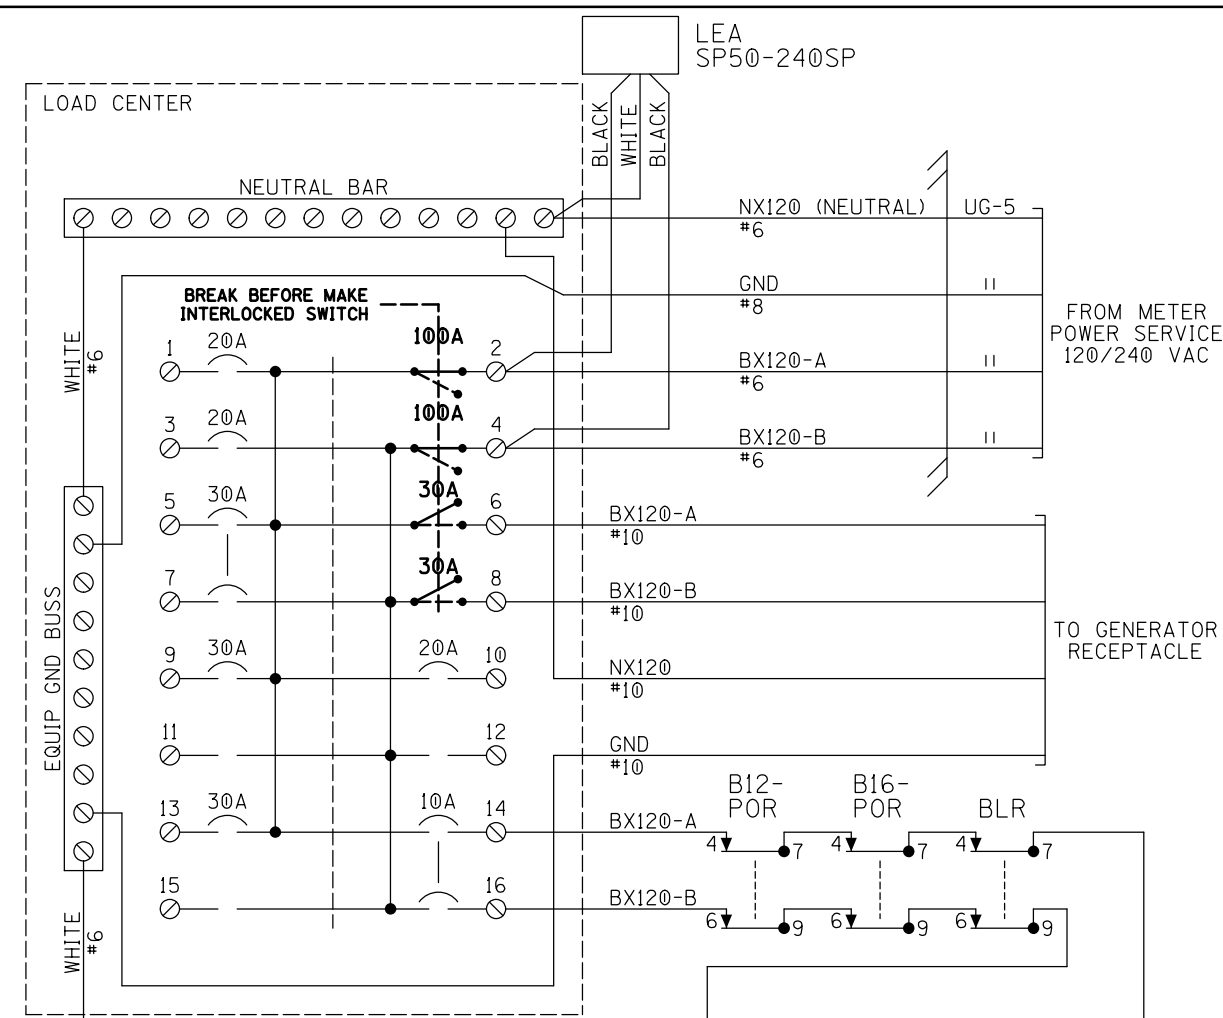 LEA
SP50-240SP
LOAD CENTER
BLACK
WHITE
BLACK
NEUTRAL BAR
NX120 (NEUTRAL)
#6
UG-5
GND
#8
"
BREAK BEFORE MAKE
INTERLOCKED SWITCH
FROM METER
POWER SERVICE
120/240 VAC
WHITE
#6
1
20A
100A
2
BX120-A
#6
"
3
20A
100A
4
BX120-B
#6
"
5
30A
30A
6
BX120-A
#10
7
30A
8
BX120-B
#10
TO GENERATOR
RECEPTACLE
EQUIP GND BUSS
9
30A
20A
10
NX120
#10
11
12
GND
#10
B12-
POR
B16-
POR
BLR
13
30A
10A
14
BX120-A
4
7
4
7
4
7
15
16
BX120-B
6
9
6
9
6
9
WHITE
#6